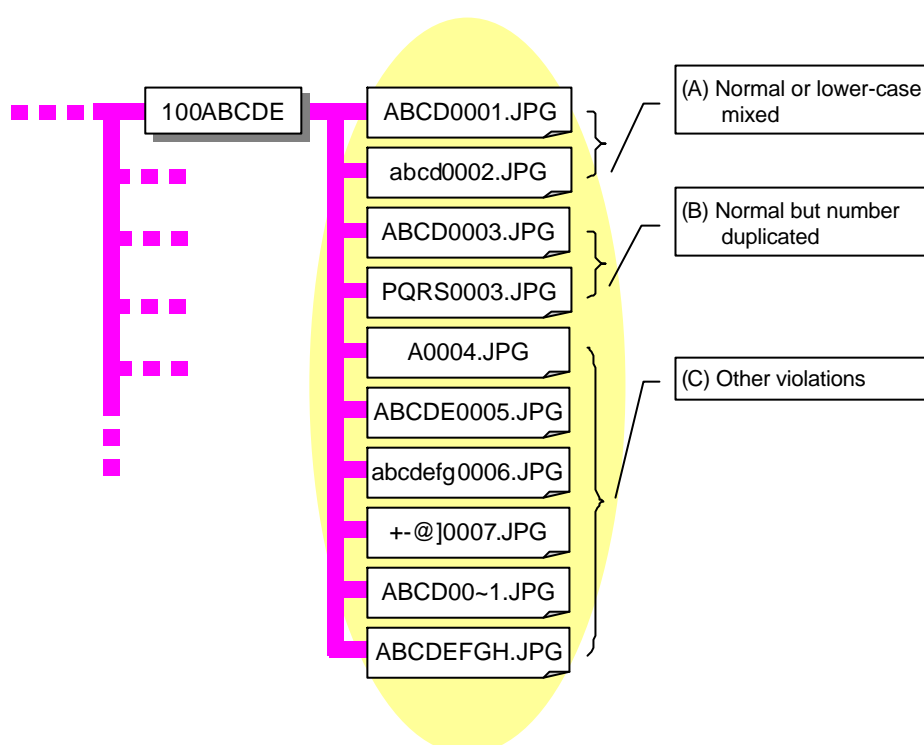 100ABCDE
ABCD0001.JPG
abcd0002.JPG
ABCD0003.JPG
PQRS0003.JPG
A0004.JPG
ABCDE0005.JPG
abcdefg0006.JPG
+-@]0007.JPG
ABCD00~1.JPG
ABCDEFGH.JPG
(A) Normal or lower-case
mixed
(B) Normal but number
duplicated
(C) Other violations